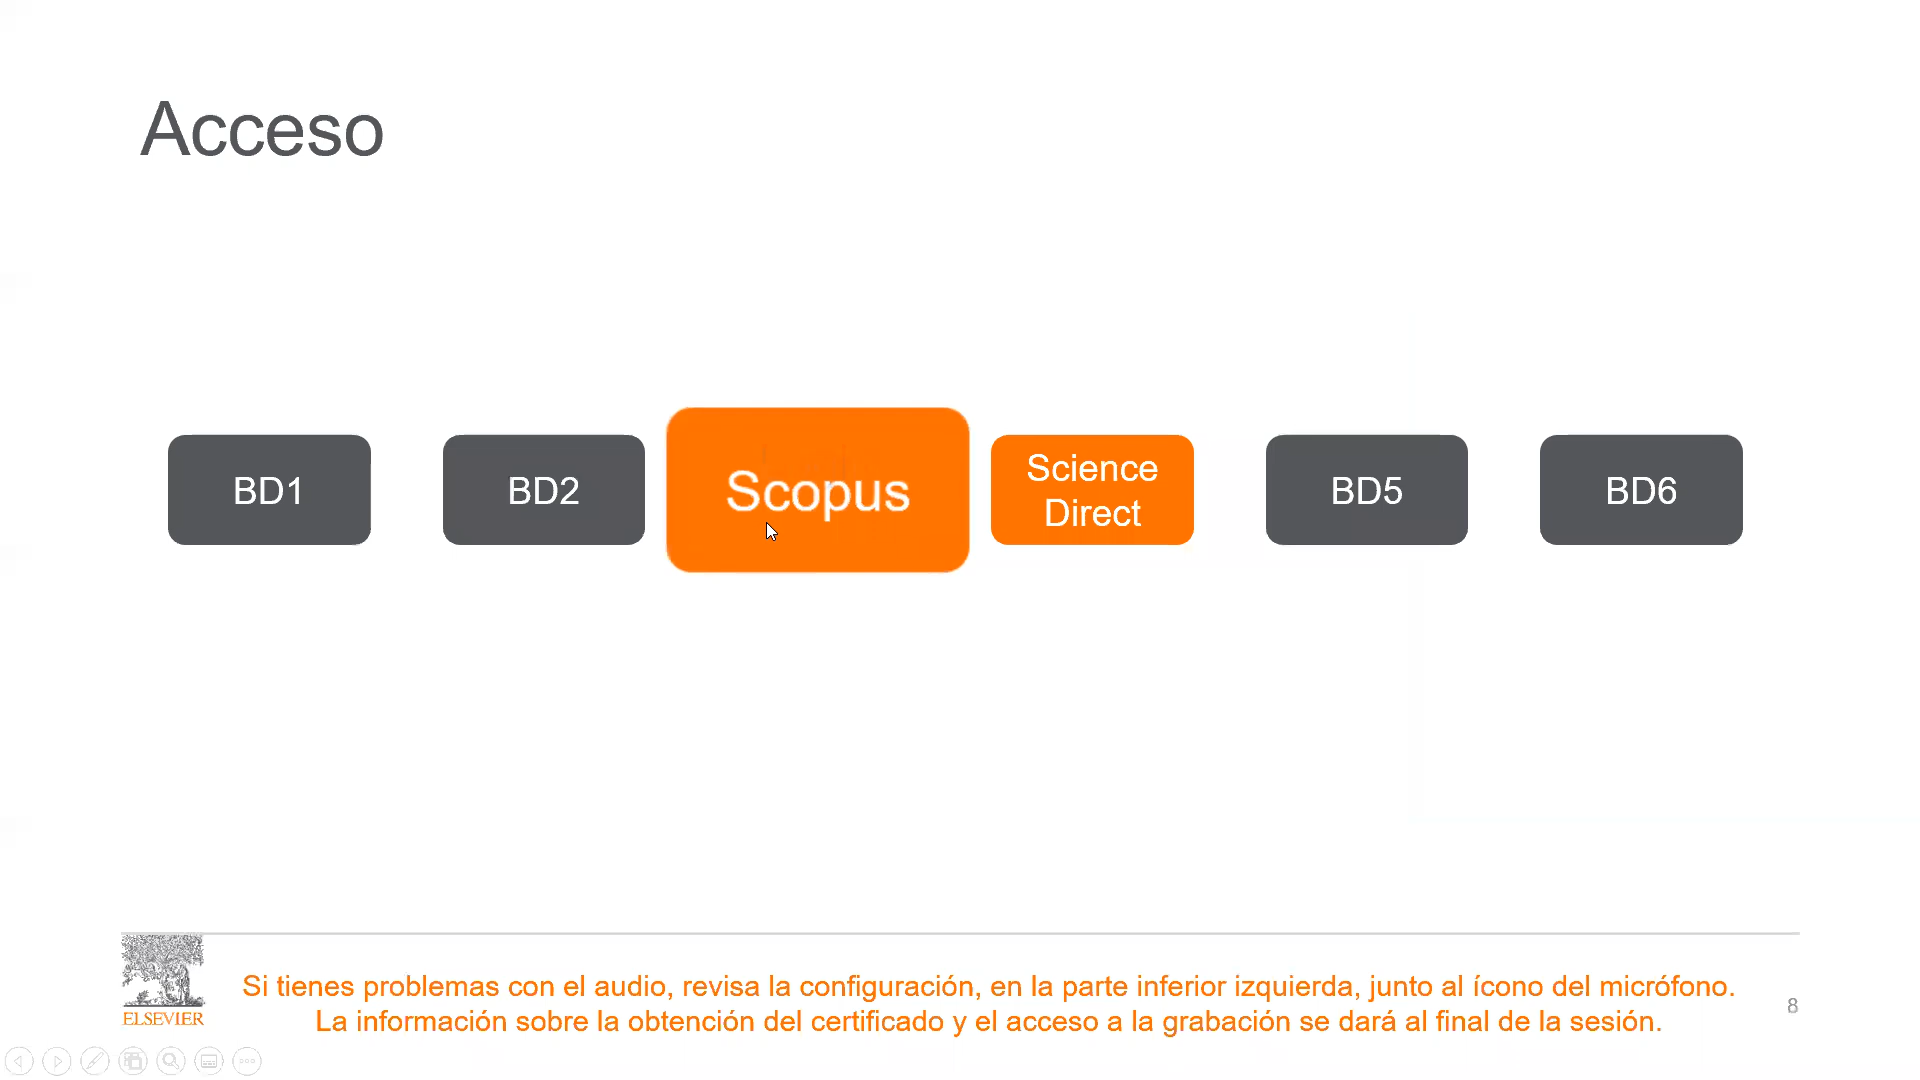 Acceso
BD1
BD2
Scopus
Science
Direct
BD5
BD6
ELSEVIER
Si tienes problemas con el audio, revisa la configuración, en la parte inferior izquierda, junto al ícono del micrófono.
La información sobre la obtención del certificado y el acceso a la grabación se dará al final de la sesión.
8